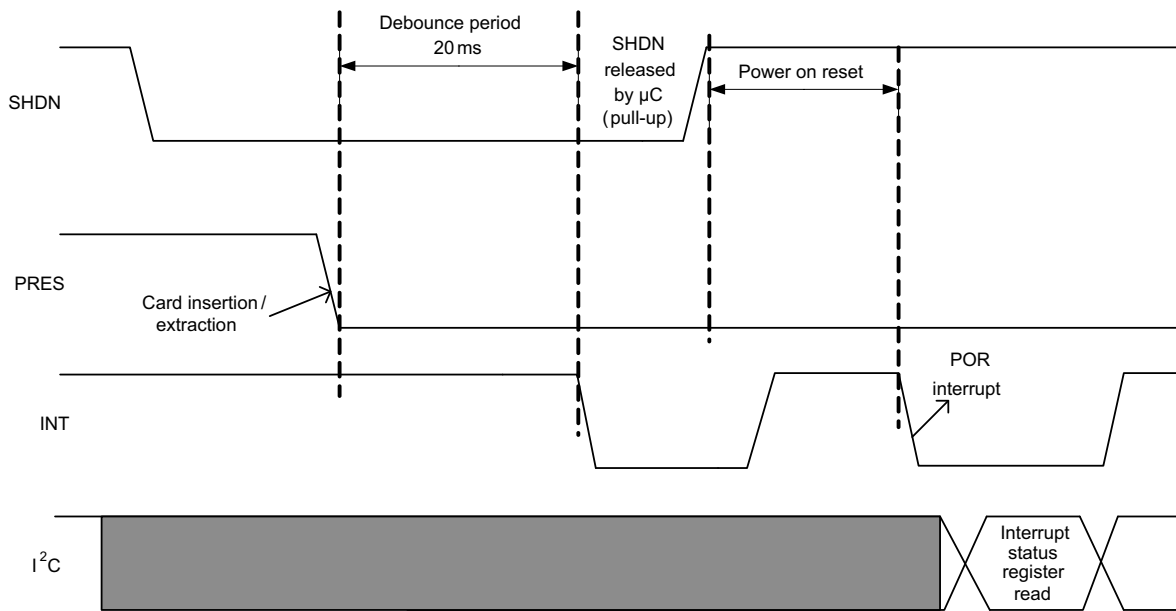 Debounce period
20 ms
SHDN
released
by µC
(pull-up)
Power on reset
SHDN
PRES
Card insertion /
extraction
POR
interrupt
INT
I²C
Interrupt
status
register
read